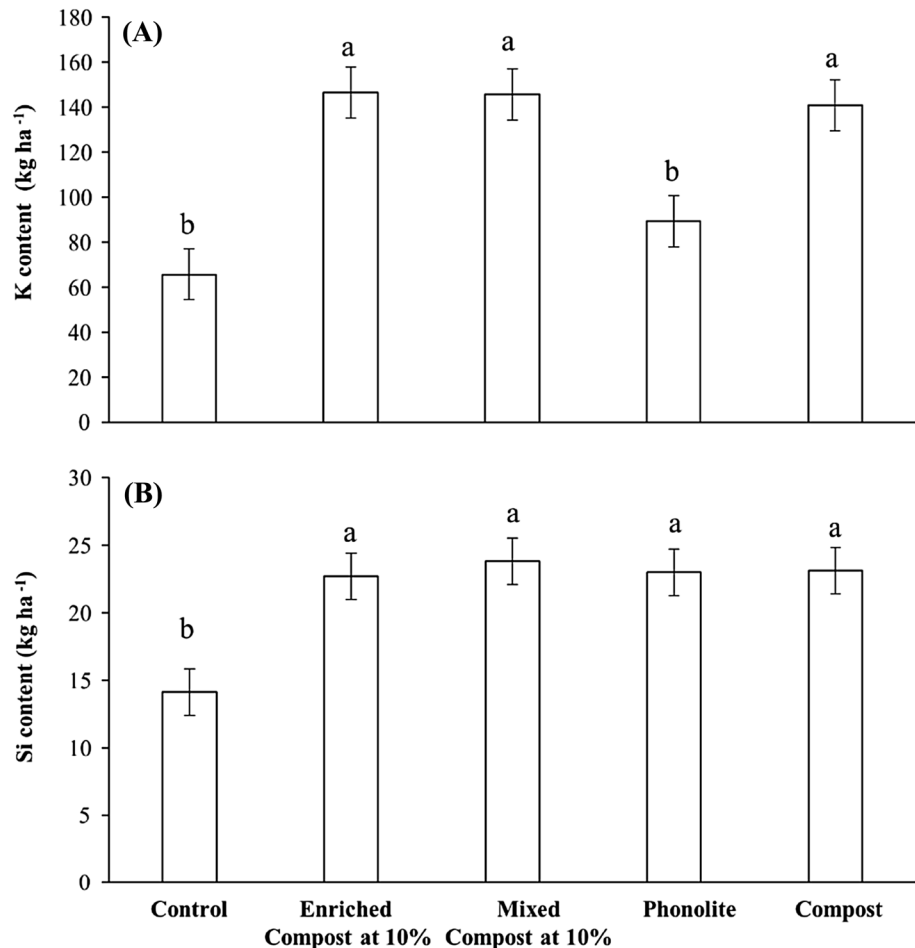 (A)
K content (kg ha -1)
180
160
140
120
100
80
60
40
20
0
b
a
a
b
a
(B)
Si content (kg ha -1)
30
25
20
15
10
5
0
b
a
a
a
a
Control Enriched Mixed Phonolite Compost
Compost at 10% Compost at 10%